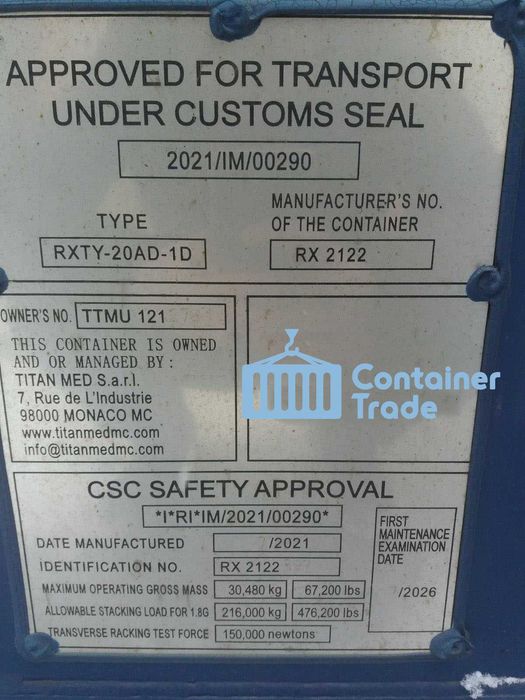 APPROVED FOR TRANSPORT
UNDER CUSTOMS SEAL
2021/IM/00290
TYPE
RXTY-20AD-1D
MANUFACTURER'S NO.
OF THE CONTAINER
RX 2122
OWNER'S NO. TTMU 121
THIS CONTAINER IS OWNED
AND OR MANAGED BY :
TITAN MED S.a.r.l.
7, Rue de L'Industrie
98000 MONACO MC
www.titanmedmc.com
info@titanmedmc.com
Container
Trade
CSC SAFETY APPROVAL
*I*RI*IM/2021/00290*
DATE MANUFACTURED /2021
IDENTIFICATION NO. RX 2122
MAXIMUM OPERATING GROSS MASS 30,480 kg 67,200 lbs
ALLOWABLE STACKING LOAD FOR 1.8G 216,000 kg 476,200 lbs
TRANSVERSE RACKING TEST FORCE 150,000 newtons
FIRST
MAINTENANCE
EXAMINATION
DATE
/2026